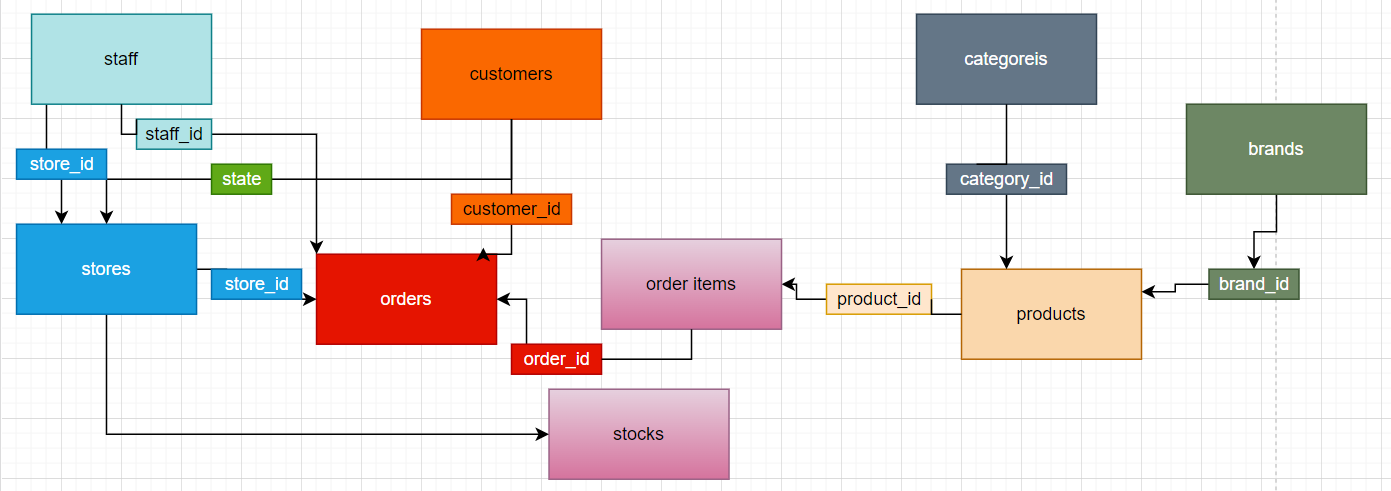 staff
customers
categoreis
staff_id
brands
store_id
state
category_id
customer_id
stores
store_id
orders
order items
product_id
products
brand_id
order_id
stocks